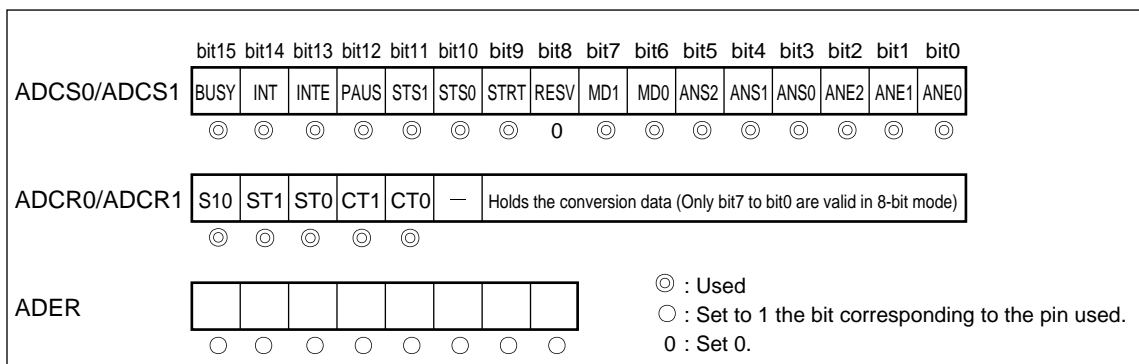 bit15 bit14 bit13 bit12 bit11 bit10 bit9 bit8 bit7 bit6 bit5 bit4 bit3 bit2 bit1 bit0
ADCS0/ADCS1 BUSY INT INTE PAUS STS1 STS0 STRT RESV MD1 MD0 ANS2 ANS1 ANS0 ANE2 ANE1 ANE0
◎ ◎ ◎ ◎ ◎ ◎ ◎ 0 ◎ ◎ ◎ ◎ ◎ ◎ ◎ ◎
ADCR0/ADCR1 S10 ST1 ST0 CT1 CT0 — Holds the conversion data (Only bit7 to bit0 are valid in 8-bit mode)
◎ ◎ ◎ ◎ ◎
ADER
○ ○ ○ ○ ○ ○ ○ ○
◎ : Used
○ : Set to 1 the bit corresponding to the pin used.
0 : Set 0.